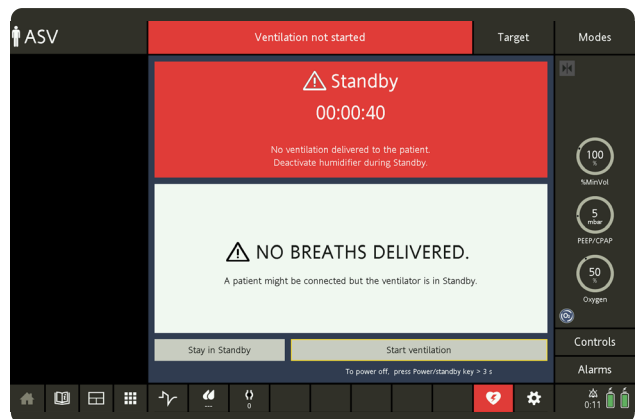 ASV
Ventilation not started
Target
Modes
Standby
00:00:40
No ventilation delivered to the patient.
Deactivate humidifier during Standby.
100
%
%MinVol
5
mbar
PEEP/CPAP
50
%
Oxygen
O2
NO BREATHS DELIVERED.
A patient might be connected but the ventilator is in Standby.
Stay in Standby
Start ventilation
To power off, press Power/standby key > 3 s
Controls
Alarms
---
0
0:11